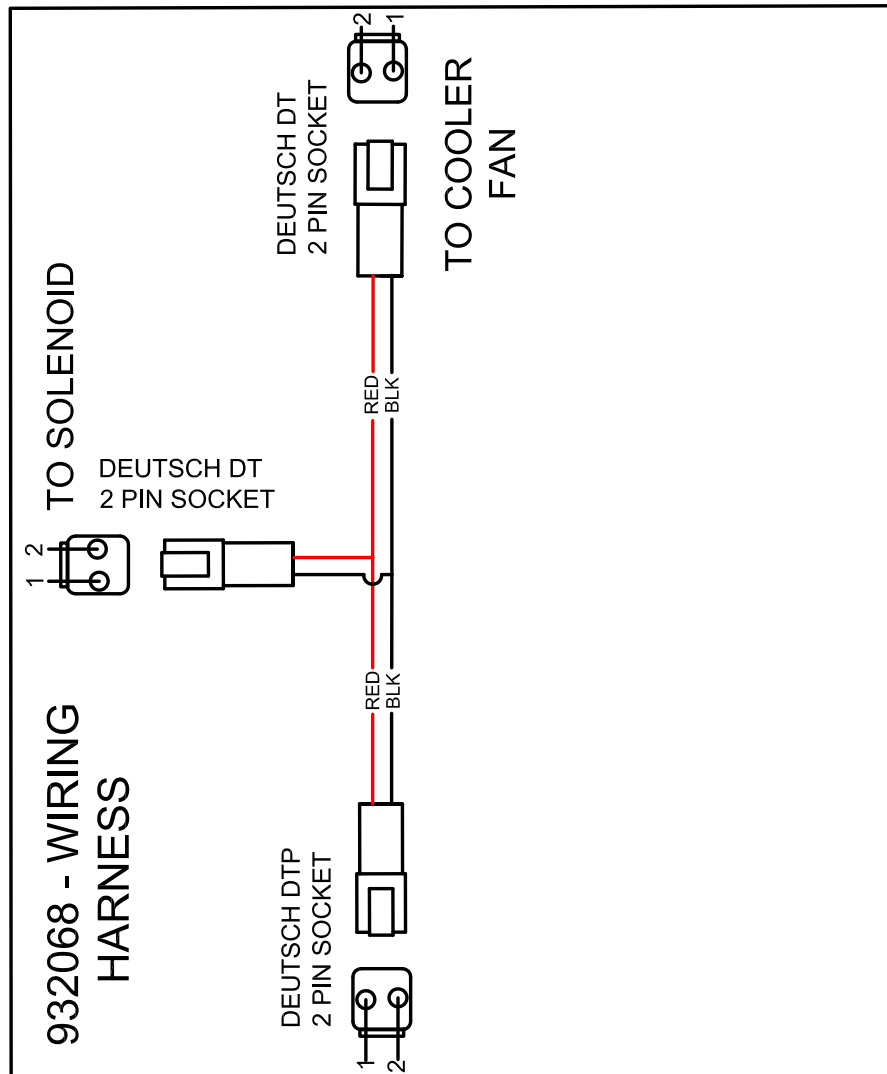 932068 - WIRING
HARNESS
TO SOLENOID
DEUTSCH DT
2 PIN SOCKET
1
2
DEUTSCH DTP
2 PIN SOCKET
1
2
RED
BLK
RED
BLK
DEUTSCH DT
2 PIN SOCKET
2
1
TO COOLER
FAN